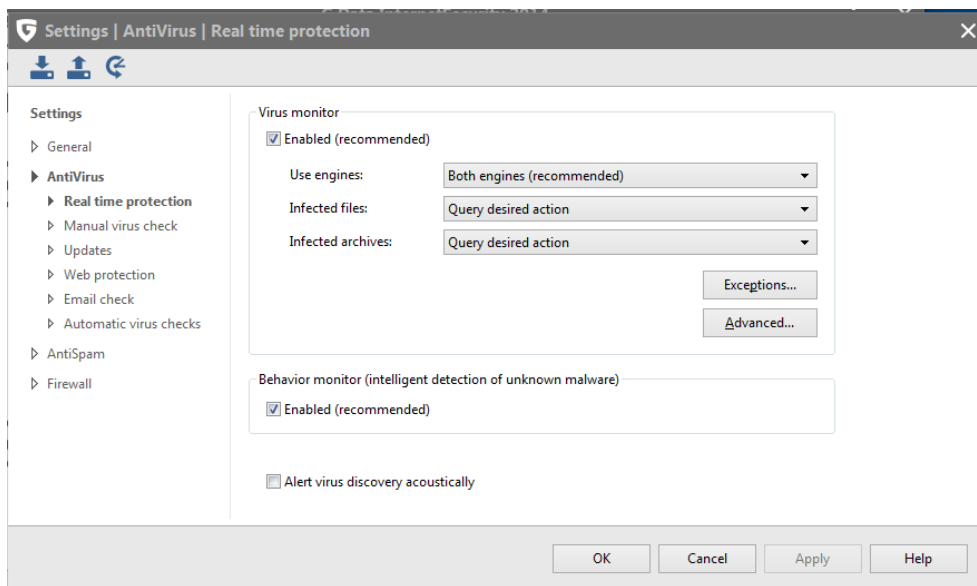 Settings | AntiVirus | Real time protection
Settings
General
AntiVirus
Real time protection
Manual virus check
Updates
Web protection
Email check
Automatic virus checks
AntiSpam
Firewall
Virus monitor
Enabled (recommended)
Use engines: Both engines (recommended)
Infected files: Query desired action
Infected archives: Query desired action
Exceptions...
Advanced...
Behavior monitor (intelligent detection of unknown malware)
Enabled (recommended)
Alert virus discovery acoustically
OK Cancel Apply Help